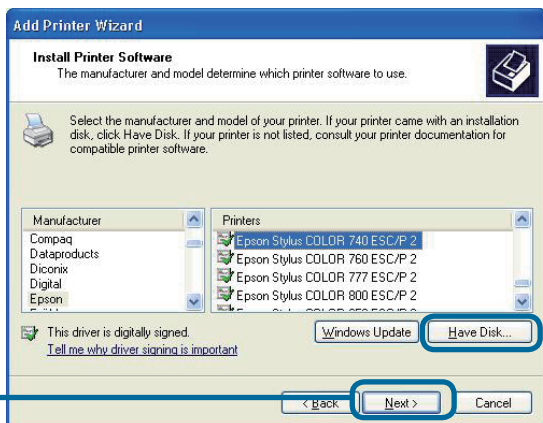 Add Printer Wizard
Install Printer Software
The manufacturer and model determine which printer software to use.
Select the manufacturer and model of your printer. If your printer came with an installation
disk, click Have Disk. If your printer is not listed, consult your printer documentation for
compatible printer software.
Manufacturer
Compaq
Dataproducts
Diconix
Digital
Epson
Printers
Epson Stylus COLOR 740 ESC/P 2
Epson Stylus COLOR 760 ESC/P 2
Epson Stylus COLOR 777 ESC/P 2
Epson Stylus COLOR 800 ESC/P 2
This driver is digitally signed.
Tell me why driver signing is important
Windows Update
Have Disk...
< Back
Next >
Cancel